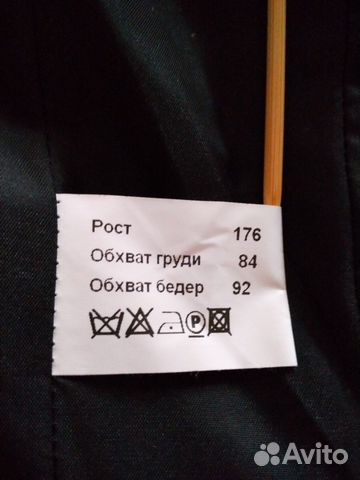 Рост 176
Обхват груди 84
Обхват бедер 92
P
Avito